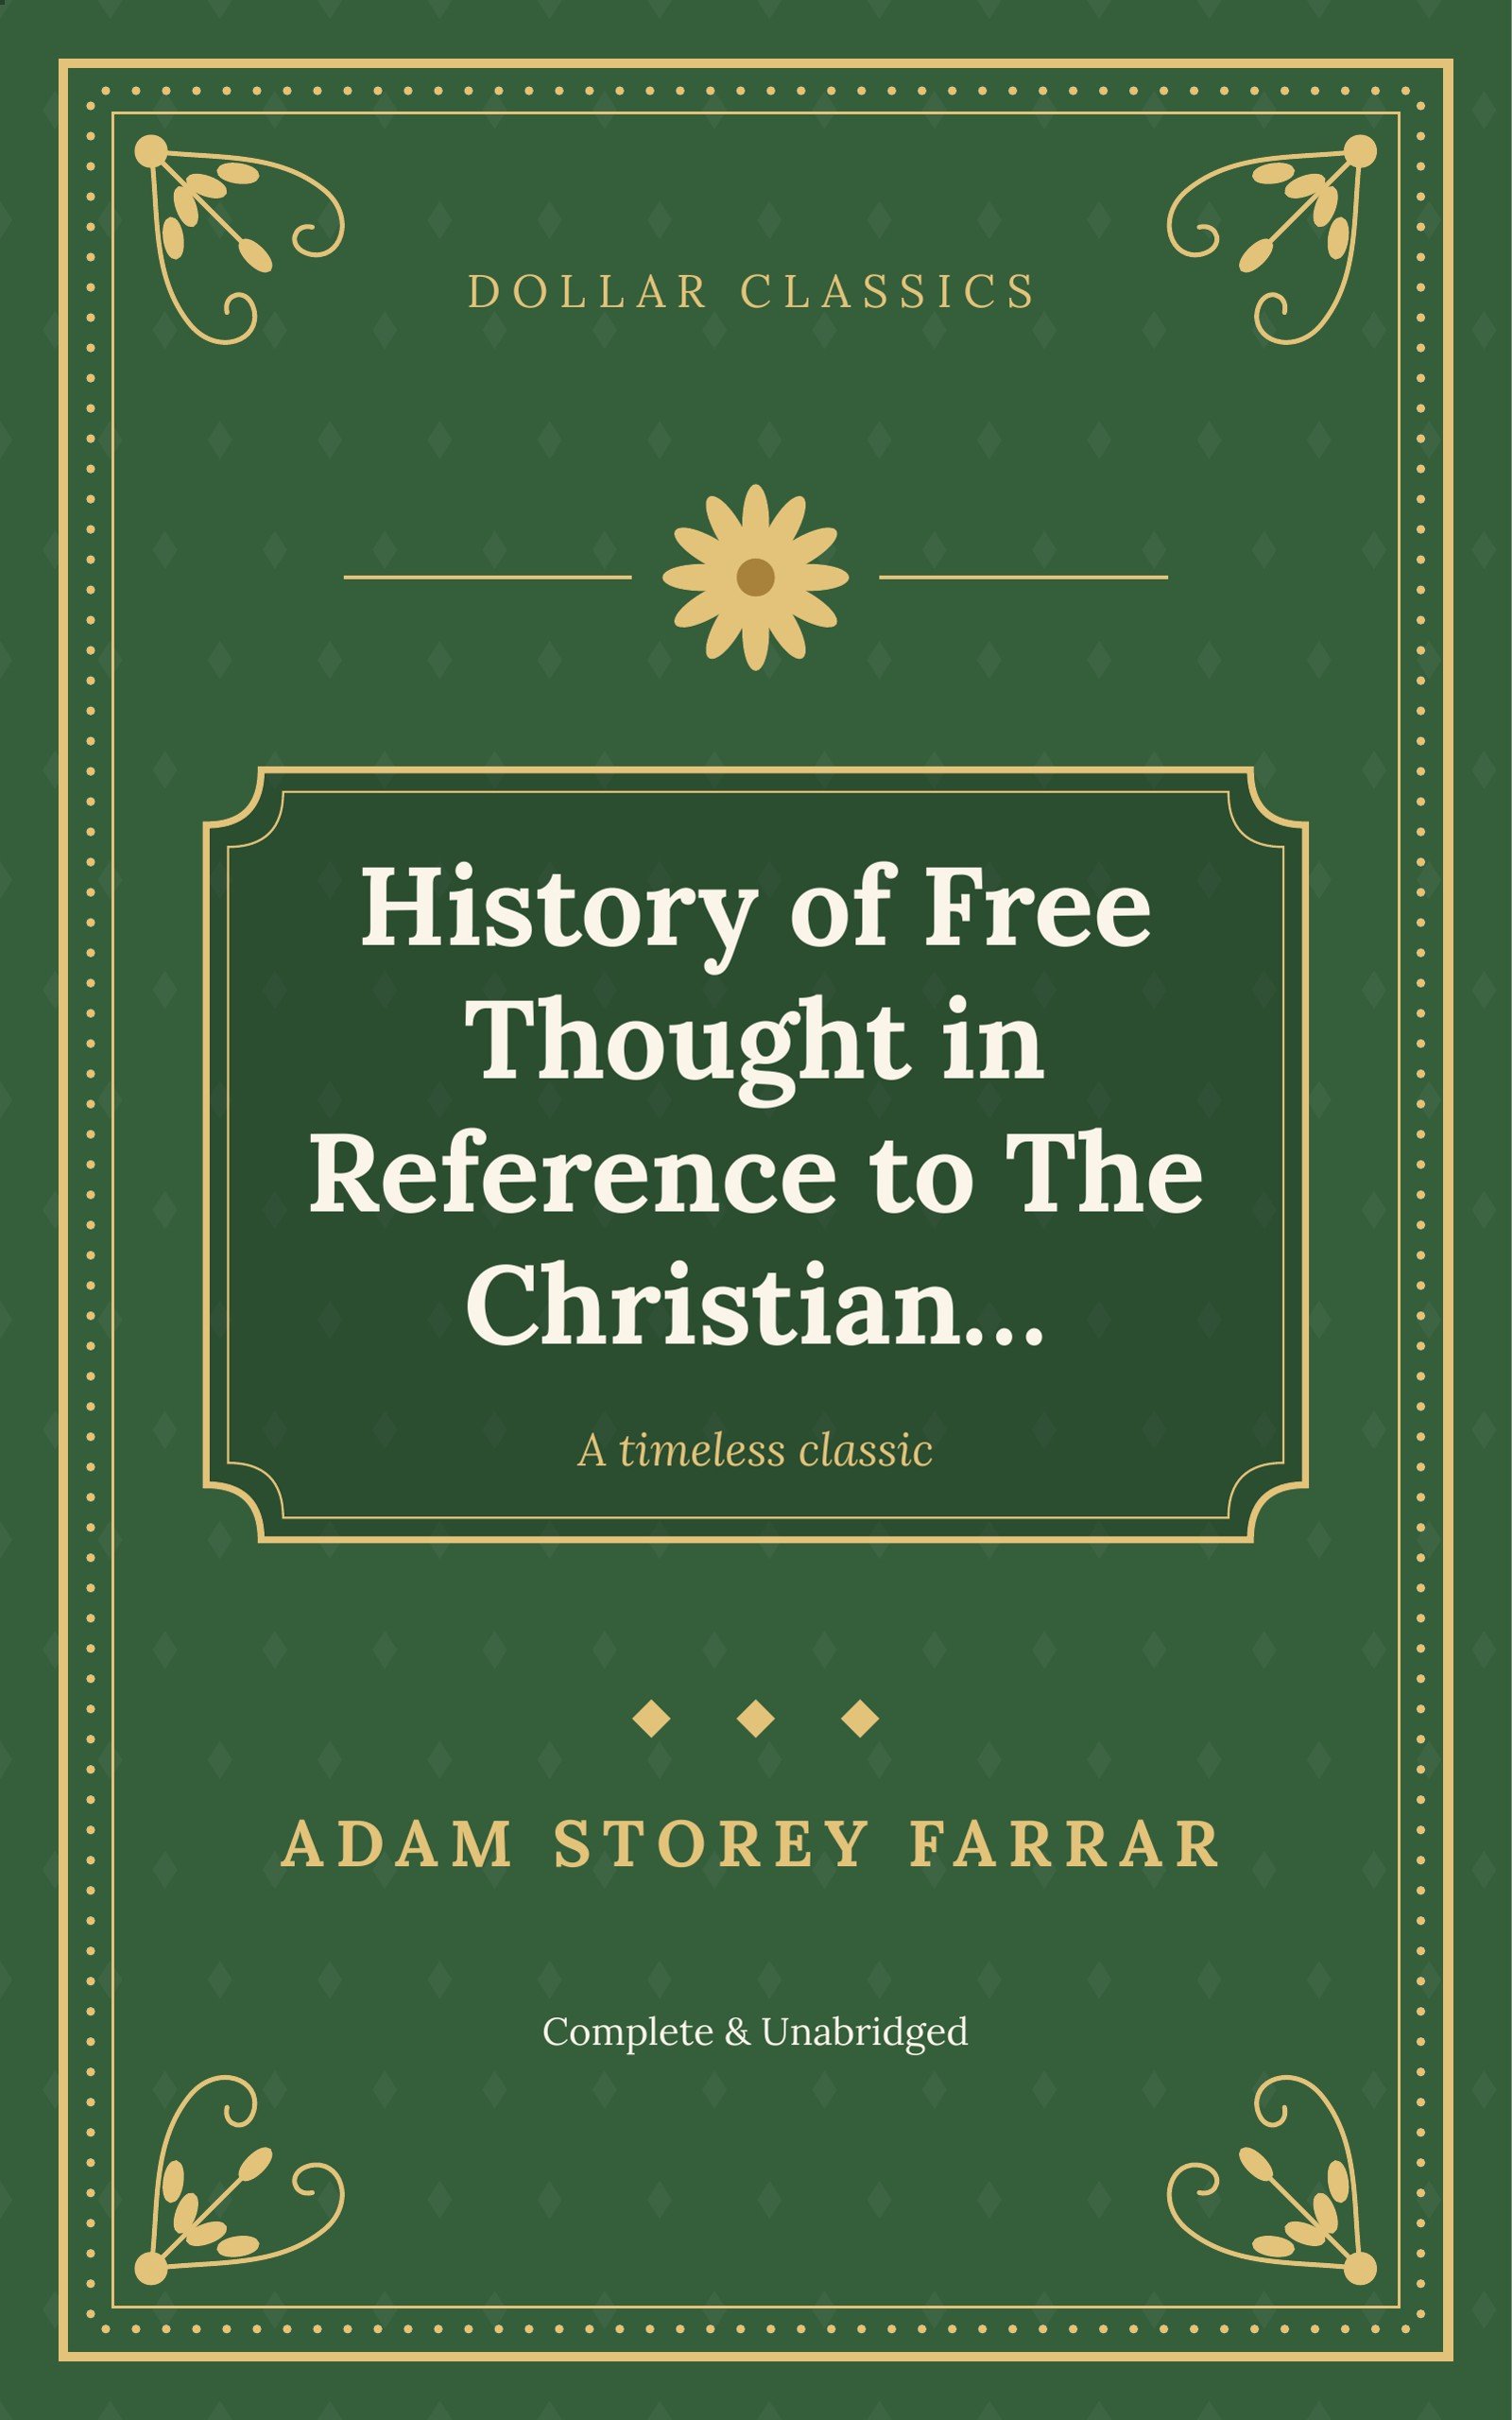 DOLLAR CLASSICS
History of Free
Thought in
Reference to The
Christian...
A timeless classic
ADAM STOREY FARRAR
Complete & Unabridged